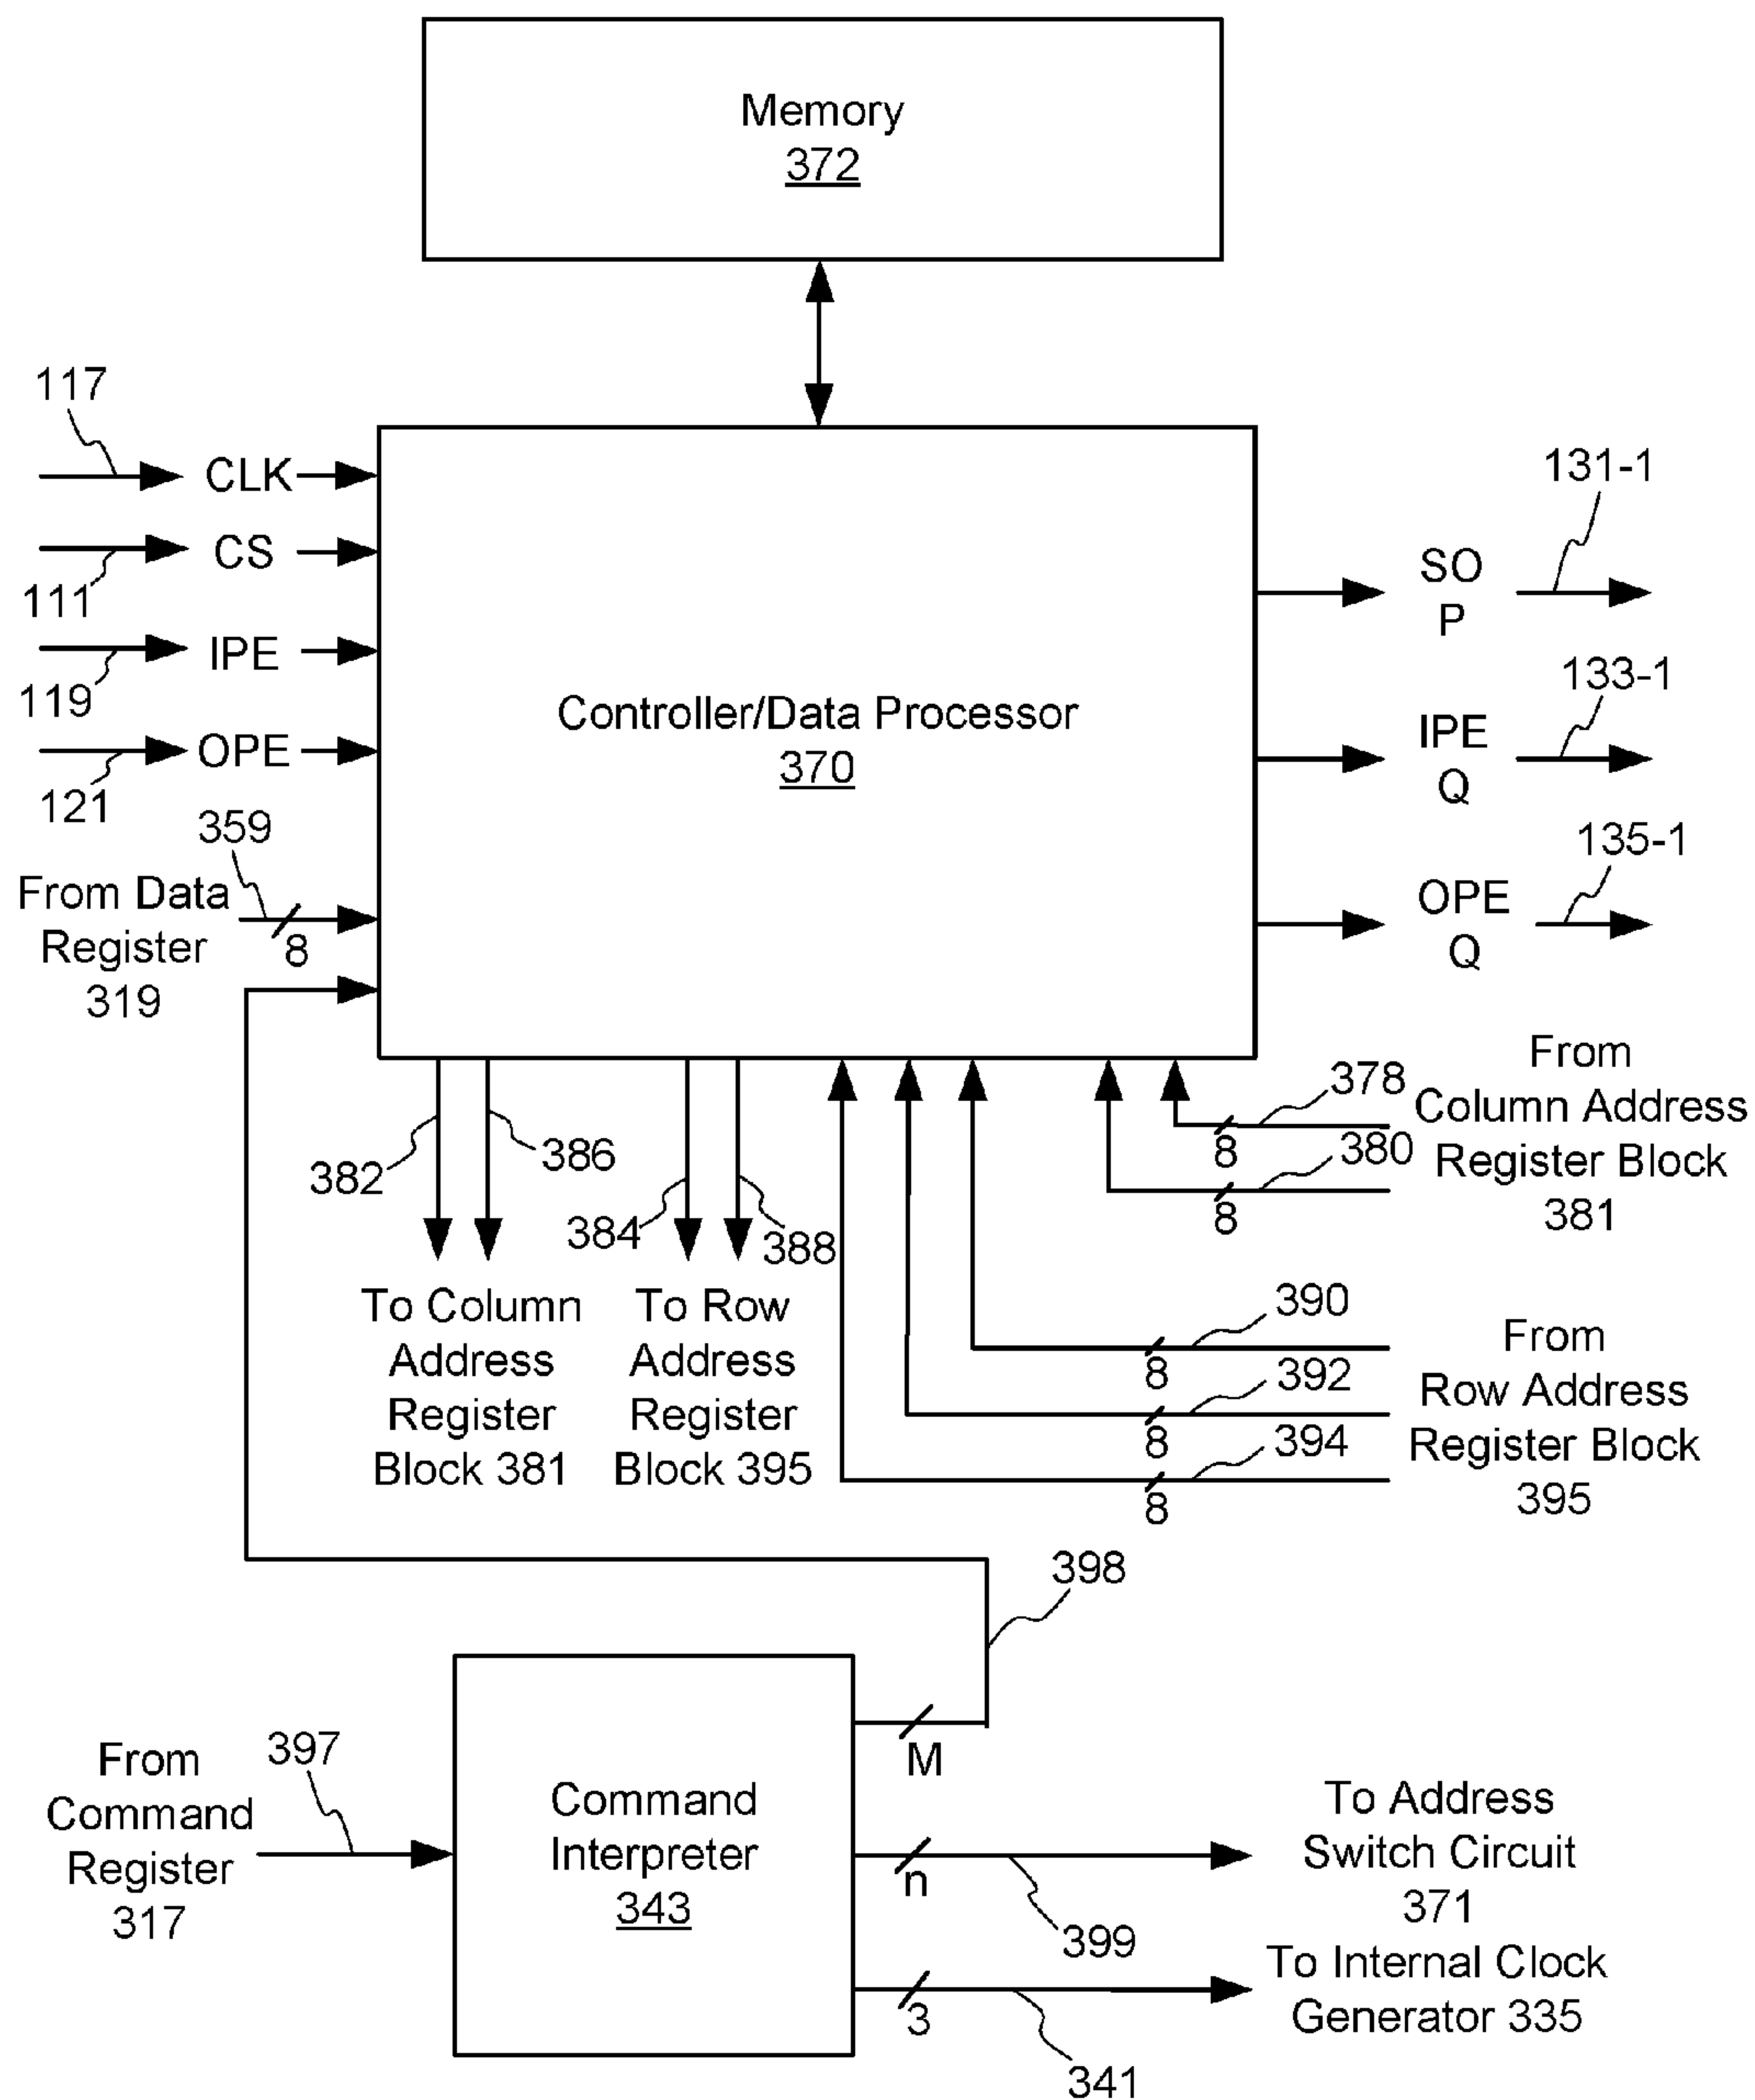 Memory
372
117
CLK
CS
111
IPE
119
OPE
121
359
From Data
Register
319
8
Controller/Data Processor
370
131-1
SO
P
133-1
IPE
Q
135-1
OPE
Q
382
386
384
388
To Column
Address
Register
Block 381
To Row
Address
Register
Block 395
378
8
380
8
From
Column Address
Register Block
381
390
8
392
8
394
8
From
Row Address
Register Block
395
398
M
From
Command
Register
317
397
Command
Interpreter
343
n
399
To Address
Switch Circuit
371
3
341
To Internal Clock
Generator 335